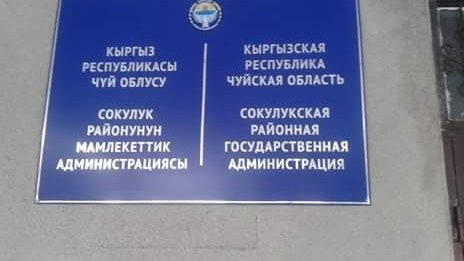 КЫРГЫЗ
РЕСПУБЛИКАСЫ
ЧҮЙ ОБЛУСУ
СОКУЛУК
РАЙОНУНУН
МАМЛЕКЕТТИК
АДМИНИСТРАЦИЯСЫ
КЫРГЫЗСКАЯ
РЕСПУБЛИКА
ЧУЙСКАЯ ОБЛАСТЬ
СОКУЛУКСКАЯ
РАЙОННАЯ
ГОСУДАРСТВЕННАЯ
АДМИНИСТРАЦИЯ